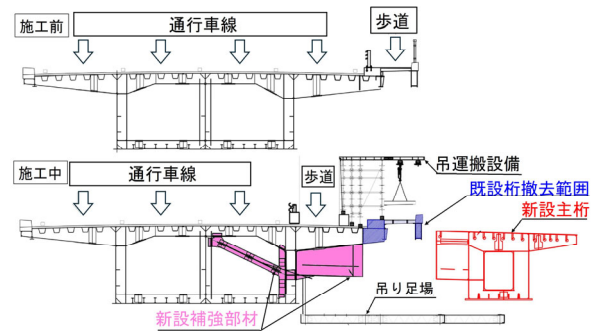 施工前
通行車線
歩道
施工中
通行車線
歩道
吊運搬設備
既設桁撤去範囲
新設主桁
吊り足場
新設補強部材